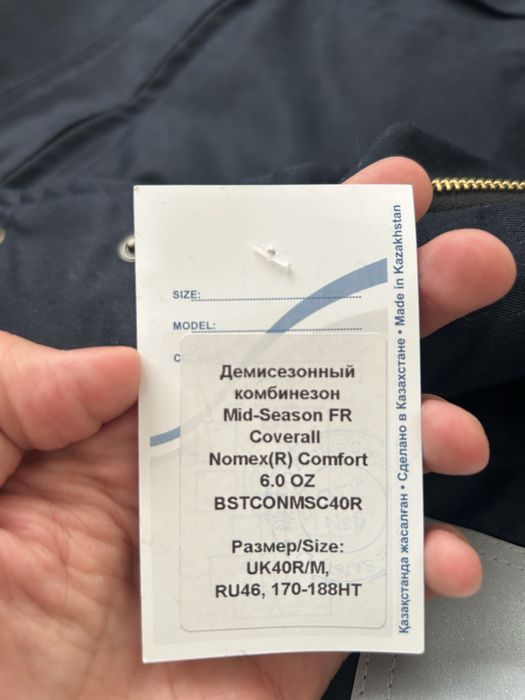 SIZE:
MODEL:
Демисезонный
комбинезон
Mid-Season FR
Coverall
Nomex(R) Comfort
6.0 OZ
BSTCONMSC40R
Размер/Size:
UK40R/M,
RU46, 170-188HT
Қазақстанда жасалған • Сделано в Казахстане • Made in Kazakhstan